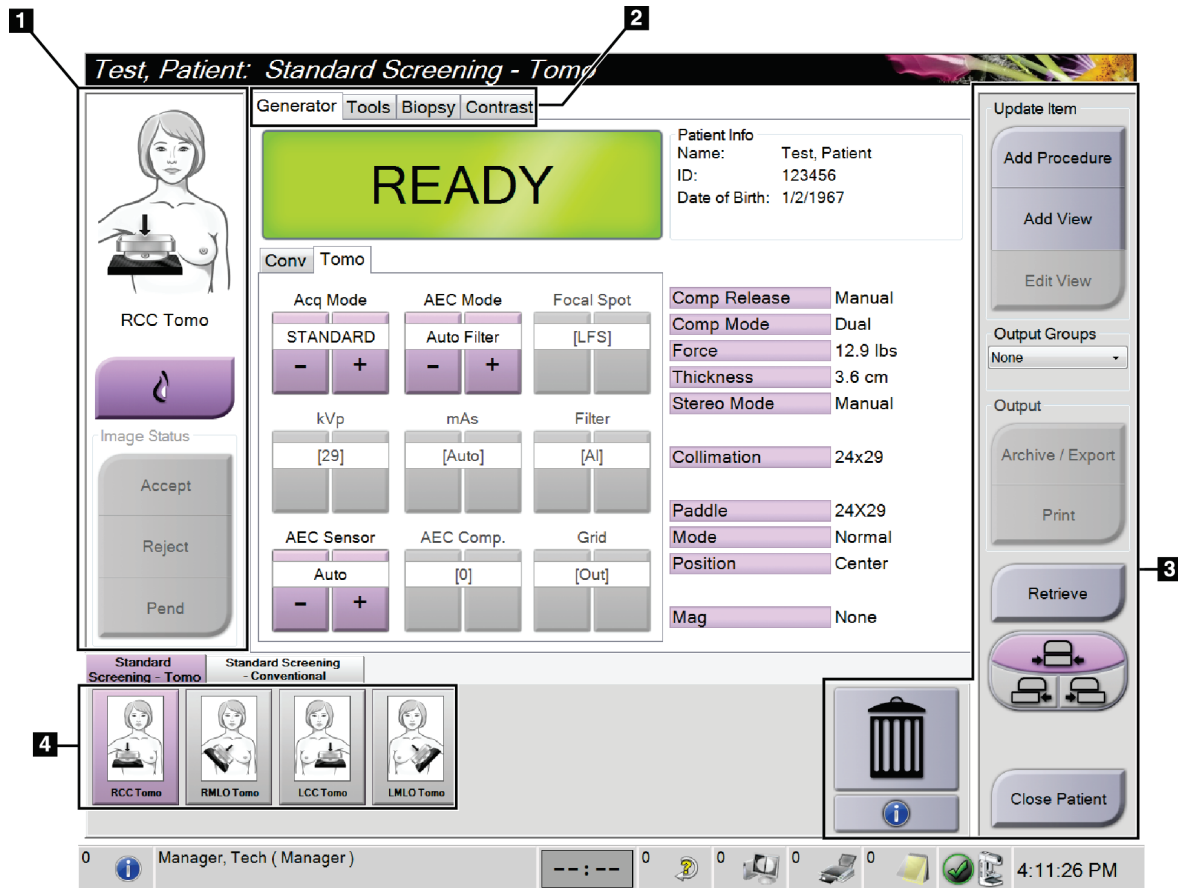 1
2
Test, Patient: Standard Screening - Tomo
Generator Tools Biopsy Contrast
READY
Patient Info
Name: Test, Patient
ID: 123456
Date of Birth: 1/2/1967
RCC Tomo
Image Status
Accept
Reject
Pend
Conv Tomo
Acq Mode AEC Mode Focal Spot
STANDARD Auto Filter [LFS]
- + - +
kVp mAs Filter
[29] [Auto] [Al]
AEC Sensor AEC Comp. Grid
Auto [0] [Out]
- +
Comp Release Manual
Comp Mode Dual
Force 12.9 lbs
Thickness 3.6 cm
Stereo Mode Manual
Collimation 24x29
Paddle 24X29
Mode Normal
Position Center
Mag None
Update Item
Add Procedure
Add View
Edit View
Output Groups
None
Output
Archive / Export
Print
3
Retrieve
Close Patient
Standard
Screening - Tomo
Standard Screening
- Conventional
4
RCC Tomo RMLO Tomo LCC Tomo LMLO Tomo
0 Manager, Tech ( Manager ) --:-- 0 0 0 0 4:11:26 PM